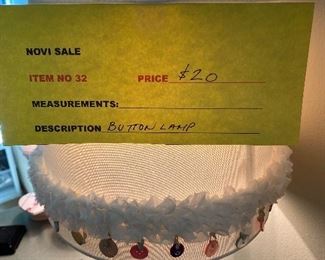 NOVI SALE
ITEM NO 32 PRICE $20
MEASUREMENTS:
DESCRIPTION BUTTON LAMP